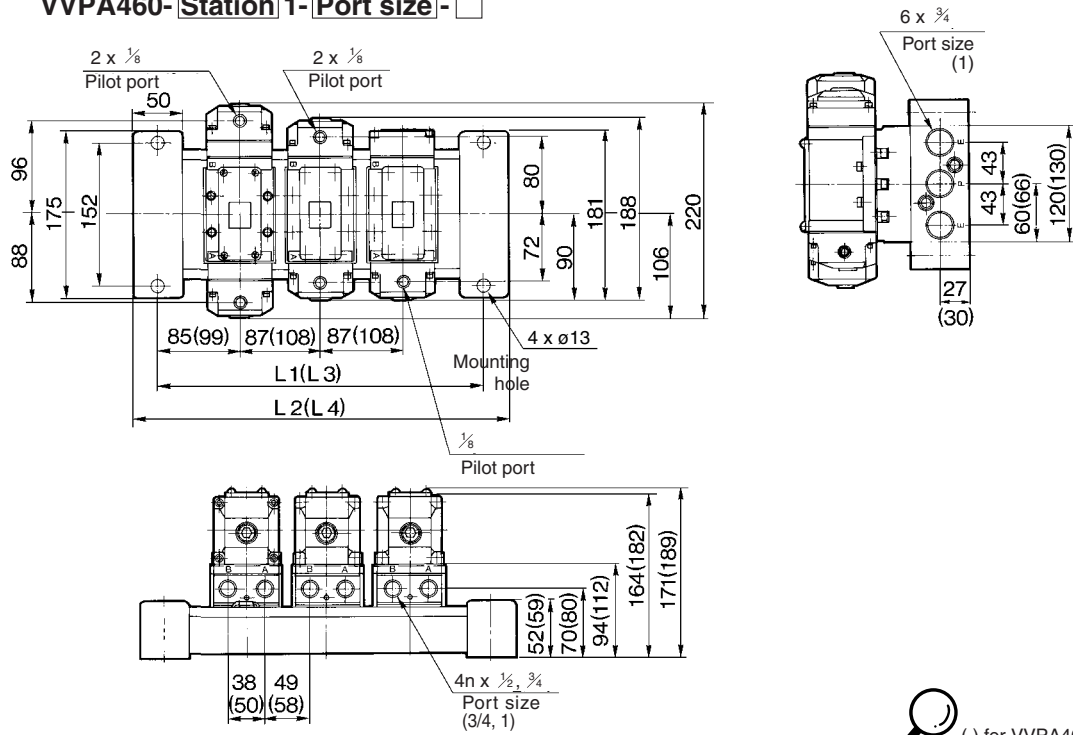 VVPA460- Station 1- Port size -
2 x 1/8
Pilot port
2 x 1/8
Pilot port
50
96
88
175
152
B
B
A
A
A
80
72
90
181
188
106
220
85(99)
87(108)
87(108)
4 x ø13
Mounting
hole
L1(L3)
L2(L4)
1/8
Pilot port
6 x 3/4
Port size
(1)
E
P
E
43
43
60(66)
120(130)
27
(30)
B
A
B
A
B
A
52(59)
70(80)
94(112)
164(182)
171(189)
38
(50)
49
(58)
4n x 1/2, 3/4
Port size
(3/4, 1)
( ) for